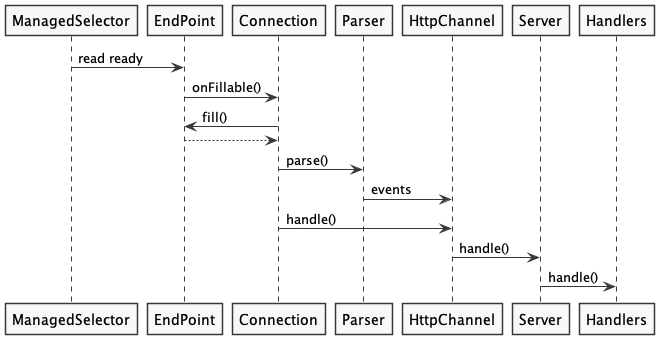 ManagedSelector EndPoint Connection Parser HttpChannel Server Handlers
read ready
onFillable()
fill()
parse()
events
handle()
handle()
handle()
ManagedSelector EndPoint Connection Parser HttpChannel Server Handlers